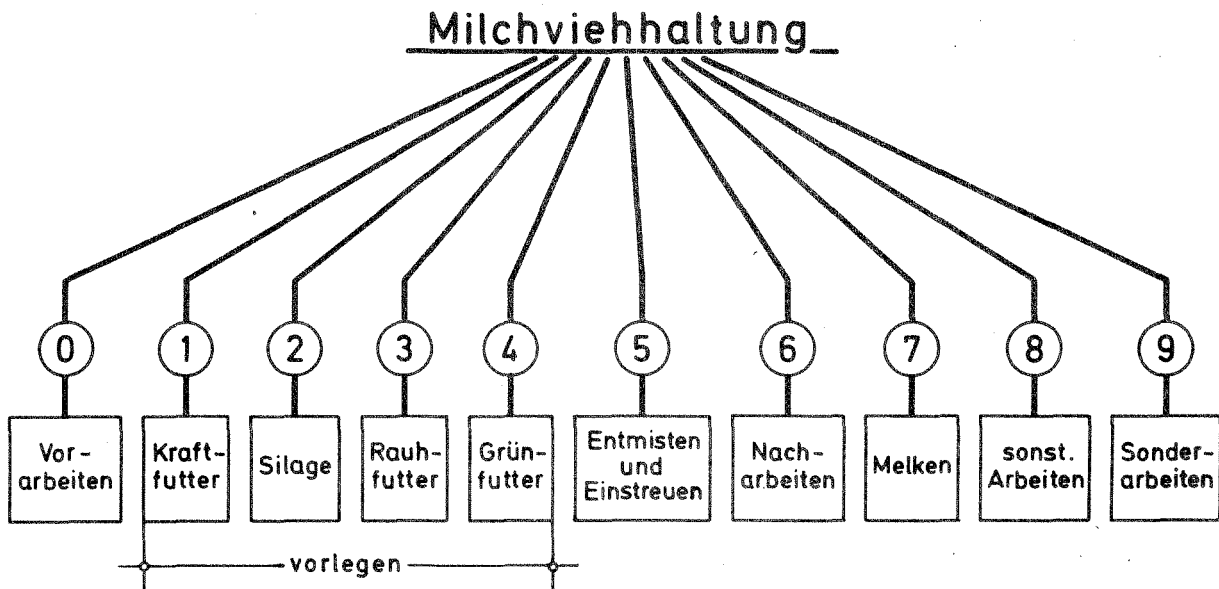 Milchviehhaltung
0 1 2 3 4 5 6 7 8 9
Vor-
arbeiten
Kraft-
futter
Silage
Rauh-
futter
Grün-
futter
Entmisten
und
Einstreuen
Nach-
arbeiten
Melken
sonst.
Arbeiten
Sonder-
arbeiten
vorlegen